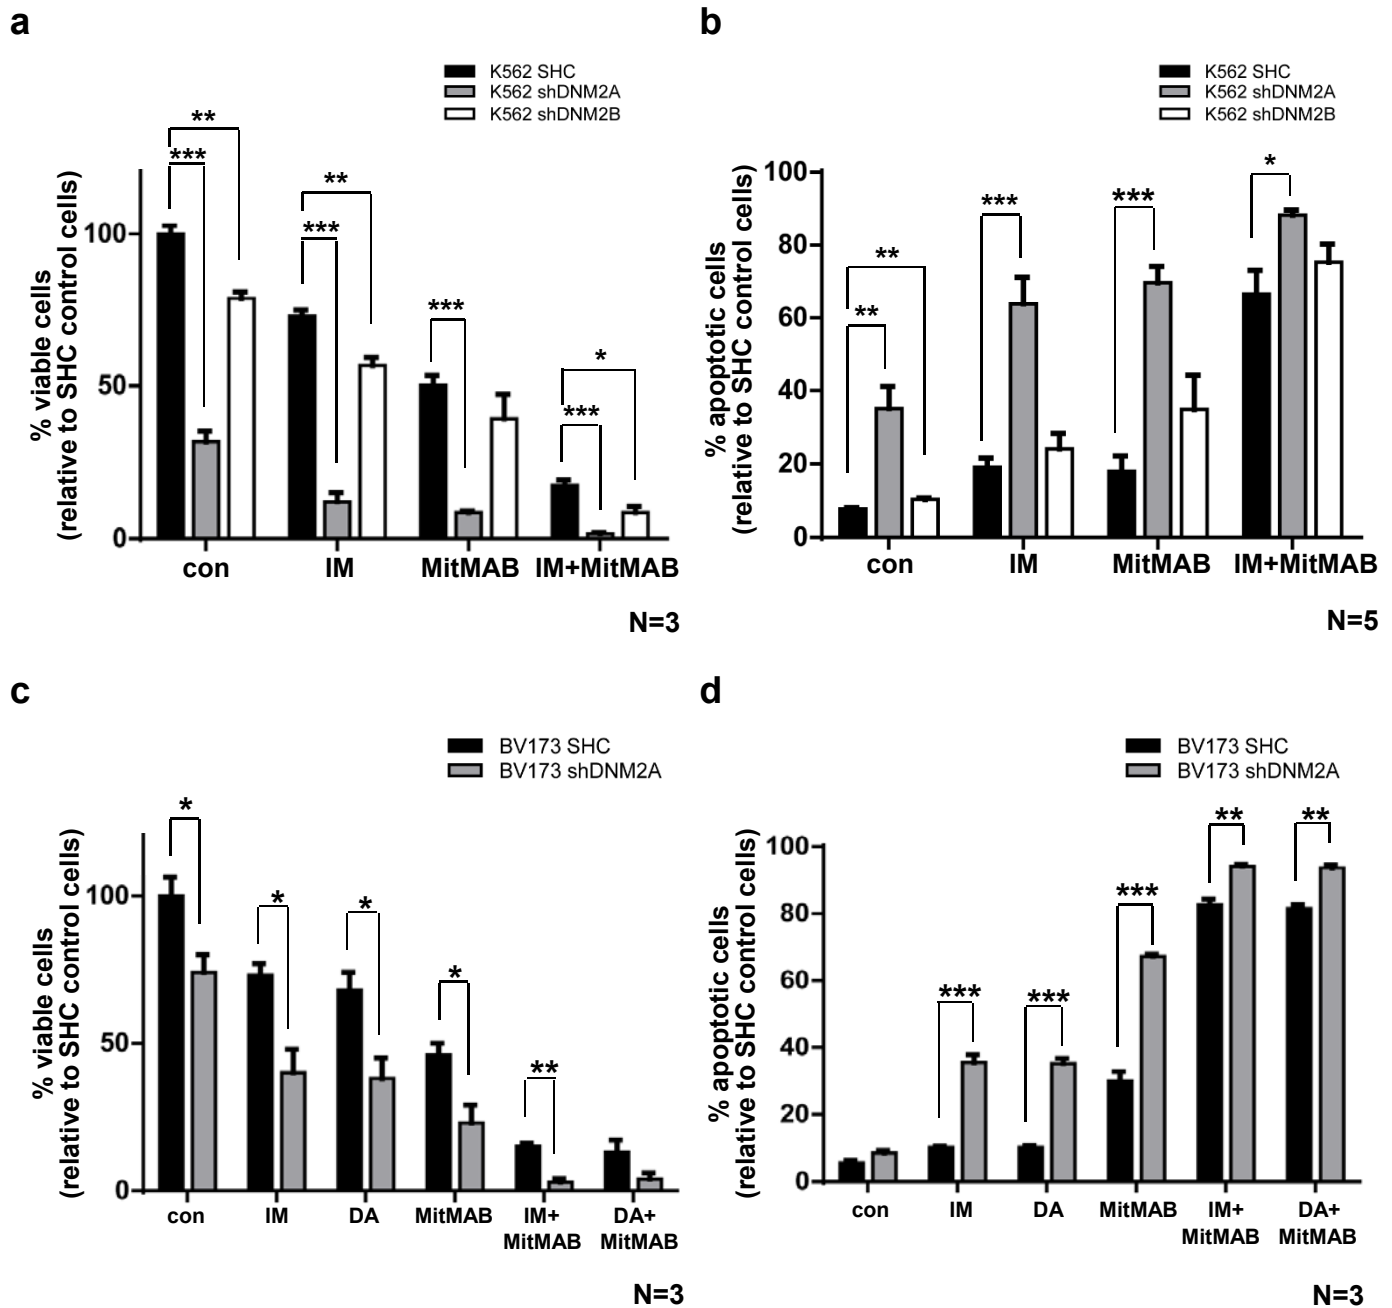 a
K562 SHC
K562 shDNM2A
K562 shDNM2B
% viable cells
(relative to SHC control cells)
100
50
0
***
**
***
**
***
***
*
con IM MitMAB IM+MitMAB
N=3
b
K562 SHC
K562 shDNM2A
K562 shDNM2B
% apoptotic cells
(relative to SHC control cells)
100
80
60
40
20
0
**
**
***
***
*
con IM MitMAB IM+MitMAB
N=5
c
BV173 SHC
BV173 shDNM2A
% viable cells
(relative to SHC control cells)
100
50
0
*
*
*
*
**
con IM DA MitMAB IM+ DA+
MitMAB MitMAB
N=3
d
BV173 SHC
BV173 shDNM2A
% apoptotic cells
(relative to SHC control cells)
100
80
60
40
20
0
***
***
***
**
**
con IM DA MitMAB IM+ DA+
MitMAB MitMAB
N=3